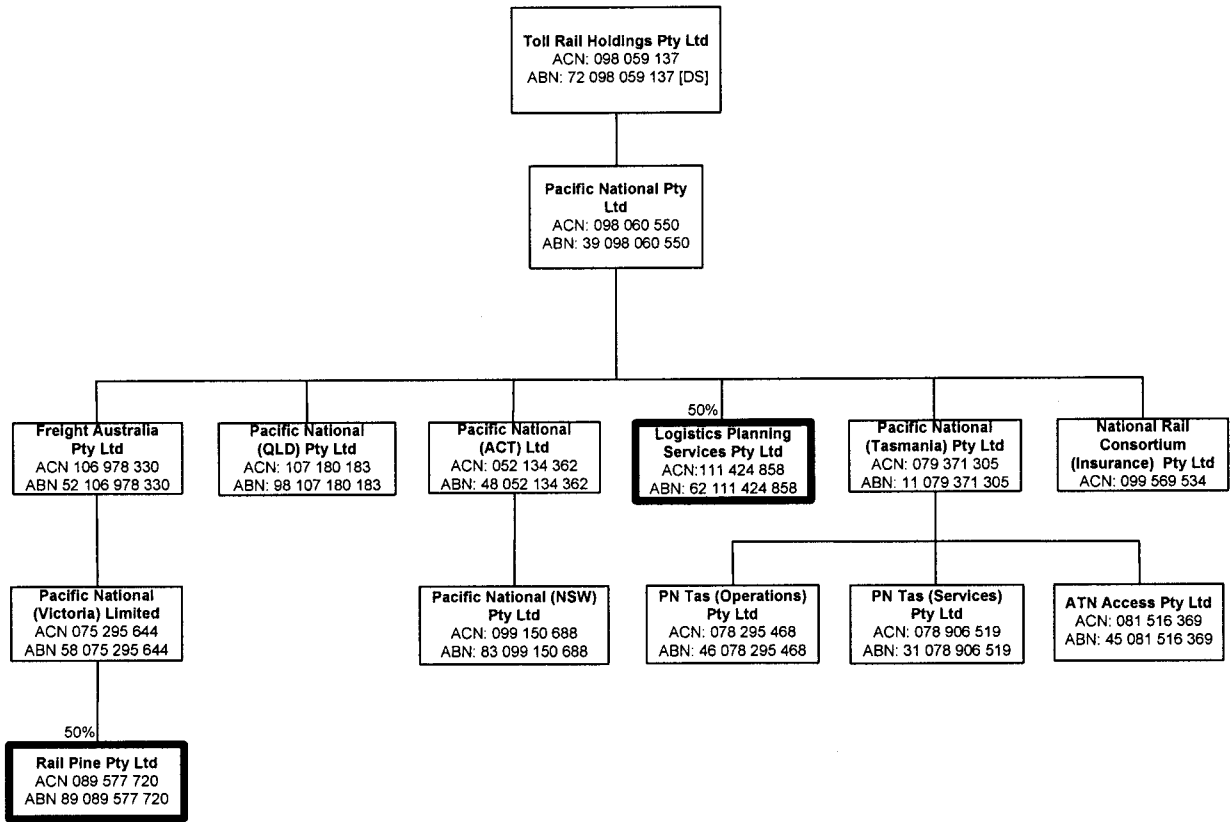 Toll Rail Holdings Pty Ltd
ACN: 098 059 137
ABN: 72 098 059 137 [DS]
Pacific National Pty
Ltd
ACN: 098 060 550
ABN: 39 098 060 550
Freight Australia
Pty Ltd
ACN 106 978 330
ABN 52 106 978 330
Pacific National
(QLD) Pty Ltd
ACN: 107 180 183
ABN: 98 107 180 183
Pacific National
(ACT) Ltd
ACN: 052 134 362
ABN: 48 052 134 362
50%
Logistics Planning
Services Pty Ltd
ACN:111 424 858
ABN: 62 111 424 858
Pacific National
(Tasmania) Pty Ltd
ACN: 079 371 305
ABN: 11 079 371 305
National Rail
Consortium
(Insurance) Pty Ltd
ACN: 099 569 534
Pacific National
(Victoria) Limited
ACN 075 295 644
ABN 58 075 295 644
Pacific National (NSW)
Pty Ltd
ACN: 099 150 688
ABN: 83 099 150 688
PN Tas (Operations)
Pty Ltd
ACN: 078 295 468
ABN: 46 078 295 468
PN Tas (Services)
Pty Ltd
ACN: 078 906 519
ABN: 31 078 906 519
ATN Access Pty Ltd
ACN: 081 516 369
ABN: 45 081 516 369
50%
Rail Pine Pty Ltd
ACN 089 577 720
ABN 89 089 577 720